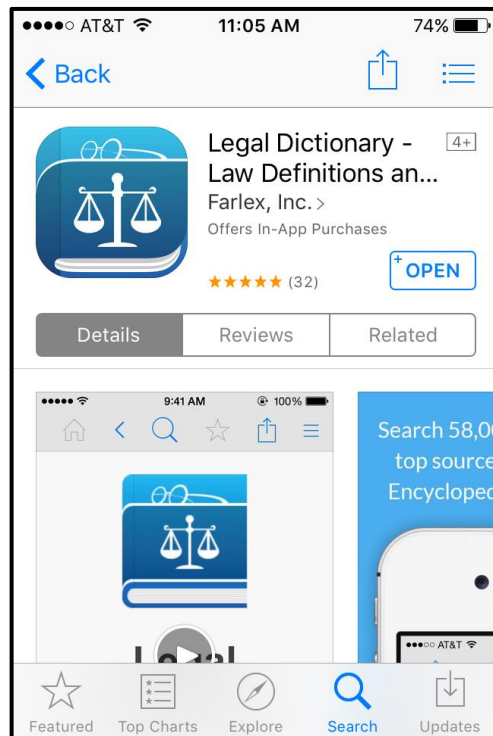 AT&T 11:05 AM 74%
Back
Legal Dictionary - 4+
Law Definitions an...
Farlex, Inc. >
Offers In-App Purchases
(32)
+OPEN
Details Reviews Related
9:41 AM 100%
Search 58,00
top source
Encycloped
AT&T
Legal
Featured Top Charts Explore Search Updates